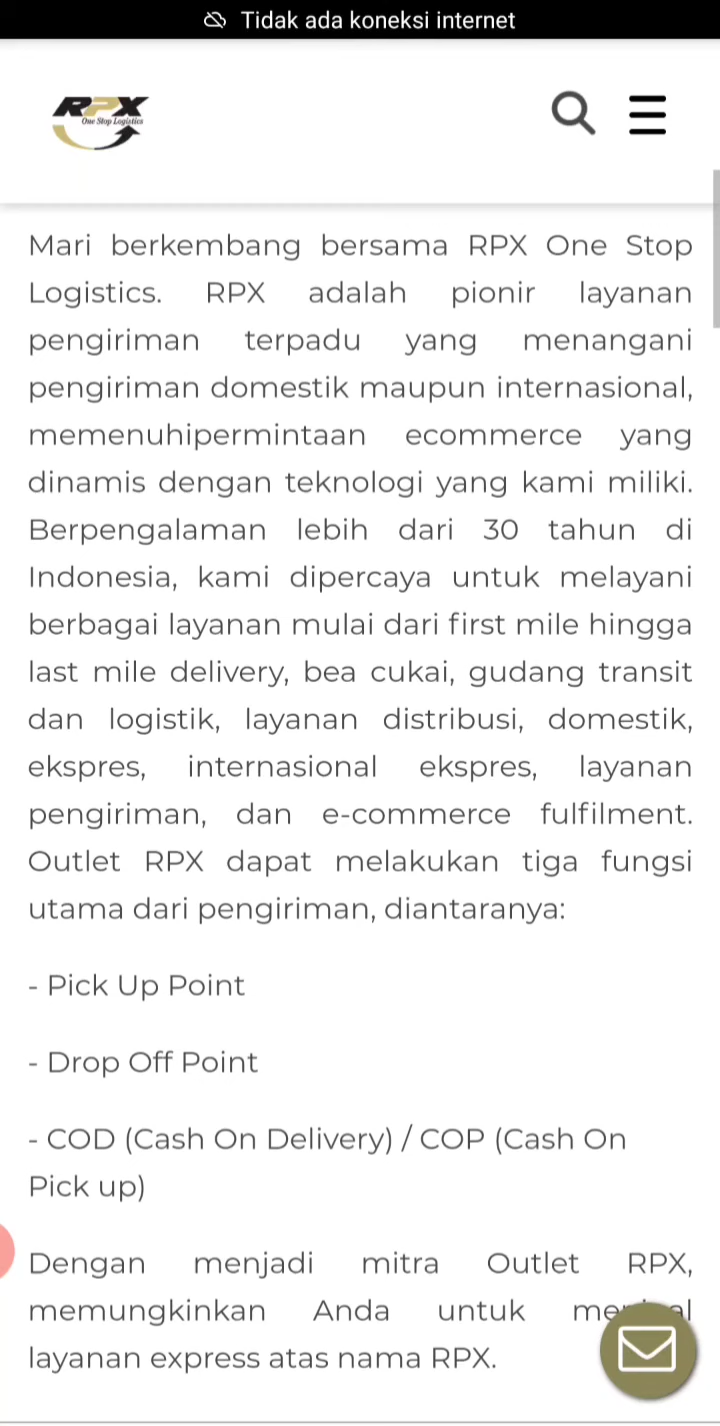 Tidak ada koneksi internet
RPX
One Stop Logistics
Mari berkembang bersama RPX One Stop
Logistics. RPX adalah pionir layanan
pengiriman terpadu yang menangani
pengiriman domestik maupun internasional,
memenuhipermintaan ecommerce yang
dinamis dengan teknologi yang kami miliki.
Berpengalaman lebih dari 30 tahun di
Indonesia, kami dipercaya untuk melayani
berbagai layanan mulai dari first mile hingga
last mile delivery, bea cukai, gudang transit
dan logistik, layanan distribusi, domestik,
ekspres, internasional ekspres, layanan
pengiriman, dan e-commerce fulfilment.
Outlet RPX dapat melakukan tiga fungsi
utama dari pengiriman, diantaranya:
- Pick Up Point
- Drop Off Point
- COD (Cash On Delivery) / COP (Cash On
Pick up)
Dengan menjadi mitra Outlet RPX,
memungkinkan Anda untuk
layanan express atas nama RPX.